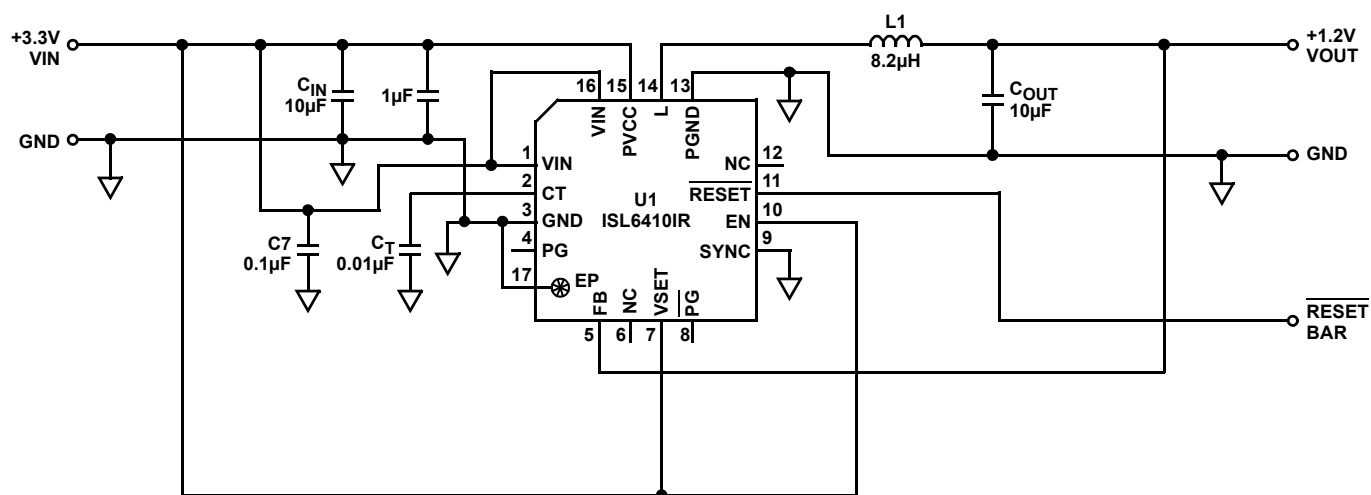 +3.3V
VIN
GND
CIN
10µF
1µF
C7
0.1µF
CT
0.01µF
16
15
14
13
VIN
PVCC
L
PGND
1
VIN
2
CT
3
GND
4
PG
17
EP
U1
ISL6410IR
NC
12
RESET
11
EN
10
SYNC
9
FB
NC
VSET
PG
5
6
7
8
L1
8.2µH
COUT
10µF
+1.2V
VOUT
GND
RESET
BAR